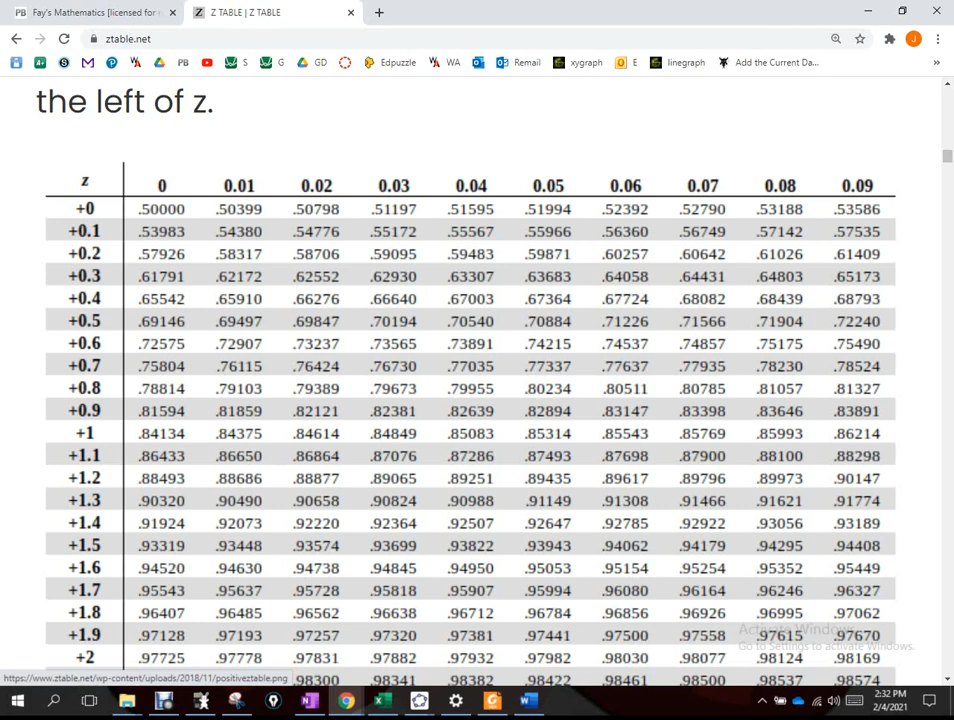 PB Fay's Mathematics [licensed for
Z Z TABLE | Z TABLE
ztable.net
S G GD Edpuzzle WA Remail xygraph E linegraph Add the Current Da...
the left of z.
z 0 0.01 0.02 0.03 0.04 0.05 0.06 0.07 0.08 0.09
+0 .50000 .50399 .50798 .51197 .51595 .51994 .52392 .52790 .53188 .53586
+0.1 .53983 .54380 .54776 .55172 .55567 .55966 .56360 .56749 .57142 .57535
+0.2 .57926 .58317 .58706 .59095 .59483 .59871 .60257 .60642 .61026 .61409
+0.3 .61791 .62172 .62552 .62930 .63307 .63683 .64058 .64431 .64803 .65173
+0.4 .65542 .65910 .66276 .66640 .67003 .67364 .67724 .68082 .68439 .68793
+0.5 .69146 .69497 .69847 .70194 .70540 .70884 .71226 .71566 .71904 .72240
+0.6 .72575 .72907 .73237 .73565 .73891 .74215 .74537 .74857 .75175 .75490
+0.7 .75804 .76115 .76424 .76730 .77035 .77337 .77637 .77935 .78230 .78524
+0.8 .78814 .79103 .79389 .79673 .79955 .80234 .80511 .80785 .81057 .81327
+0.9 .81594 .81859 .82121 .82381 .82639 .82894 .83147 .83398 .83646 .83891
+1 .84134 .84375 .84614 .84849 .85083 .85314 .85543 .85769 .85993 .86214
+1.1 .86433 .86650 .86864 .87076 .87286 .87493 .87698 .87900 .88100 .88298
+1.2 .88493 .88686 .88877 .89065 .89251 .89435 .89617 .89796 .89973 .90147
+1.3 .90320 .90490 .90658 .90824 .90988 .91149 .91308 .91466 .91621 .91774
+1.4 .91924 .92073 .92220 .92364 .92507 .92647 .92785 .92922 .93056 .93189
+1.5 .93319 .93448 .93574 .93699 .93822 .93943 .94062 .94179 .94295 .94408
+1.6 .94520 .94630 .94738 .94845 .94950 .95053 .95154 .95254 .95352 .95449
+1.7 .95543 .95637 .95728 .95818 .95907 .95994 .96080 .96164 .96246 .96327
+1.8 .96407 .96485 .96562 .96638 .96712 .96784 .96856 .96926 .96995 .97062
+1.9 .97128 .97193 .97257 .97320 .97381 .97441 .97500 .97558 .97615 .97670
Activate Windows
Go to Settings to activate Windows.
+2 .97725 .97778 .97831 .97882 .97932 .97982 .98030 .98077 .98124 .98169
https://www.ztable.net/wp-content/uploads/2018/11/positiveztable.png .98300 .98341 .98382 .98422 .98461 .98500 .98537 .98574
2:32 PM
2/4/2021